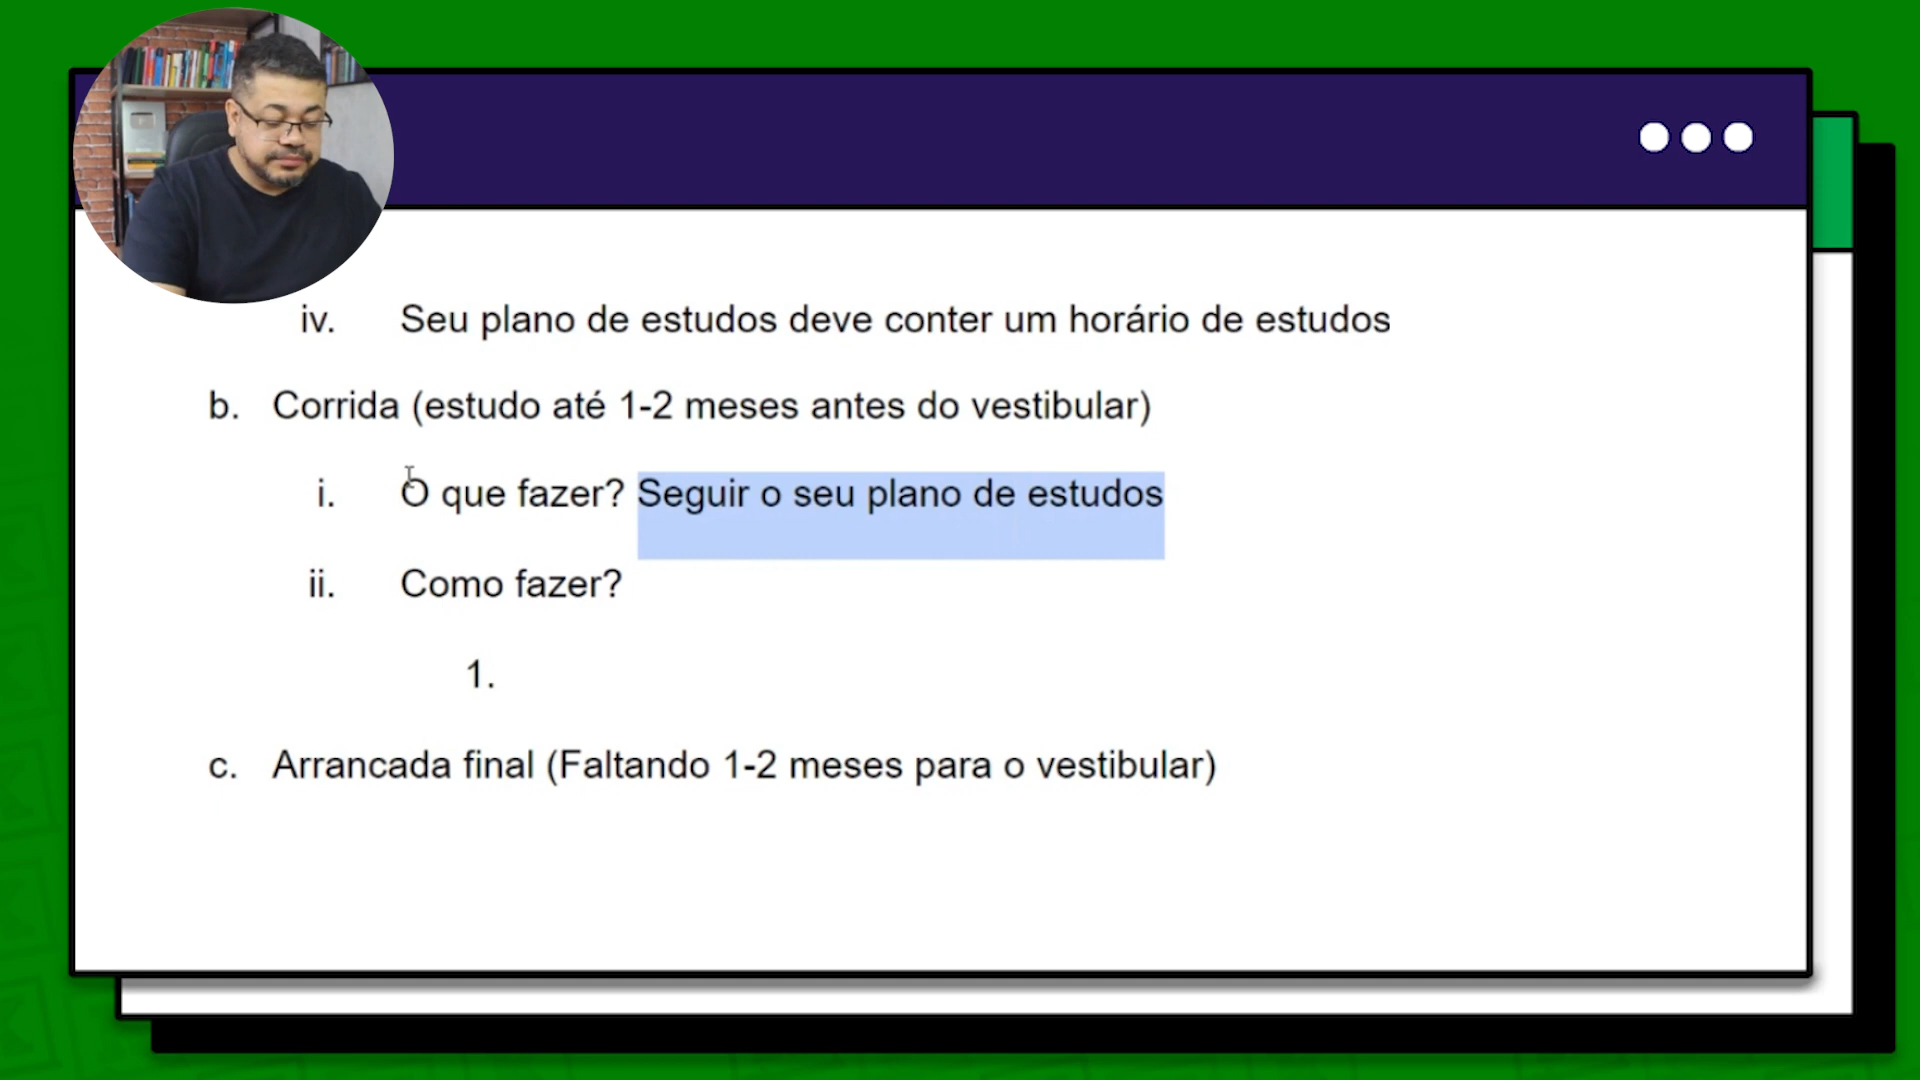 iv. Seu plano de estudos deve conter um horário de estudos
b. Corrida (estudo até 1-2 meses antes do vestibular)
i. O que fazer? Seguir o seu plano de estudos
ii. Como fazer?
1.
c. Arrancada final (Faltando 1-2 meses para o vestibular)